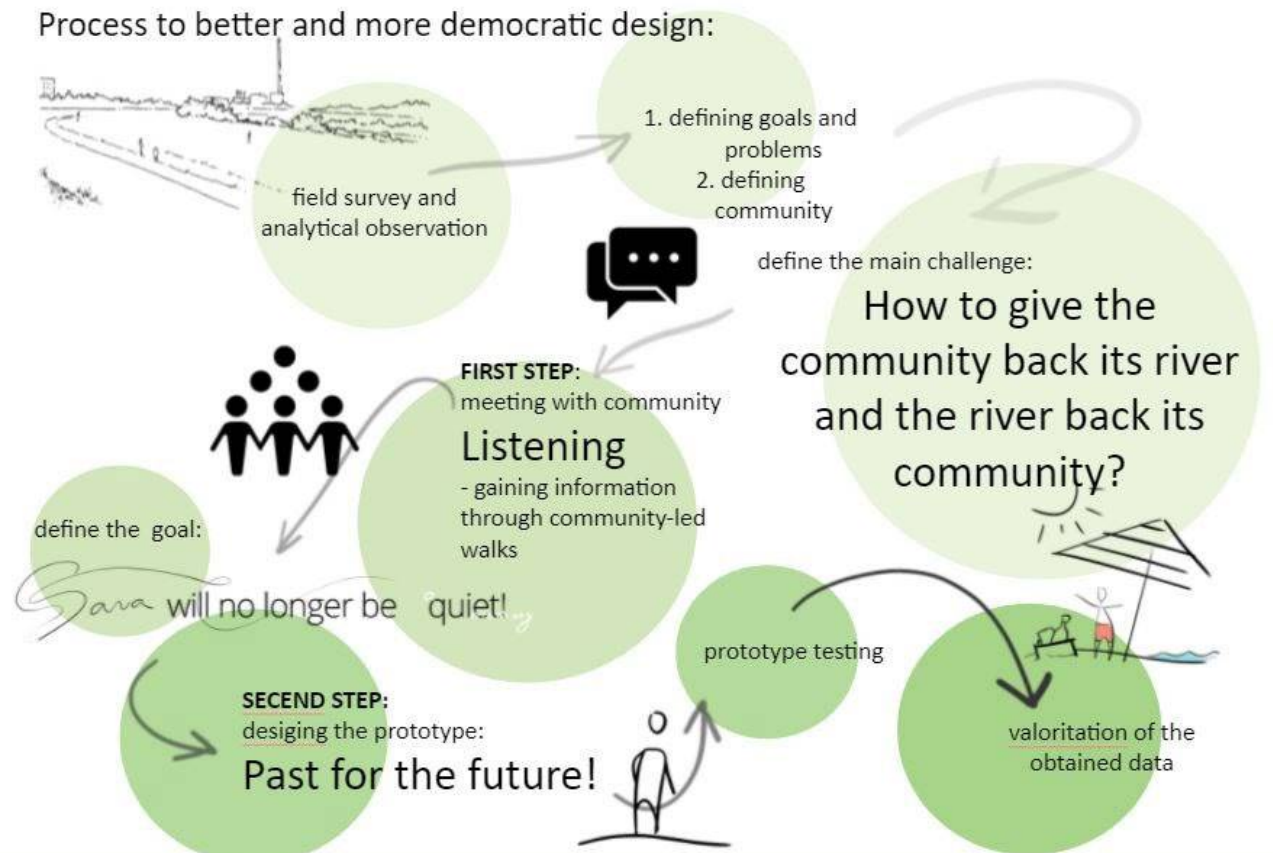 Process to better and more democratic design:
field survey and
analytical observation
1. defining goals and
problems
2. defining
community
define the main challenge:
How to give the
community back its river
and the river back its
community?
FIRST STEP:
meeting with community
Listening
- gaining information
through community-led
walks
define the goal:
Sava will no longer be quiet!
SECEND STEP:
desiging the prototype:
Past for the future!
prototype testing
valoritation of the
obtained data